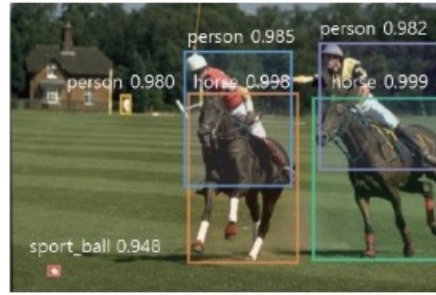 person 0.985
person 0.982
person 0.980
horse 0.998
horse 0.999
sport_ball 0.948